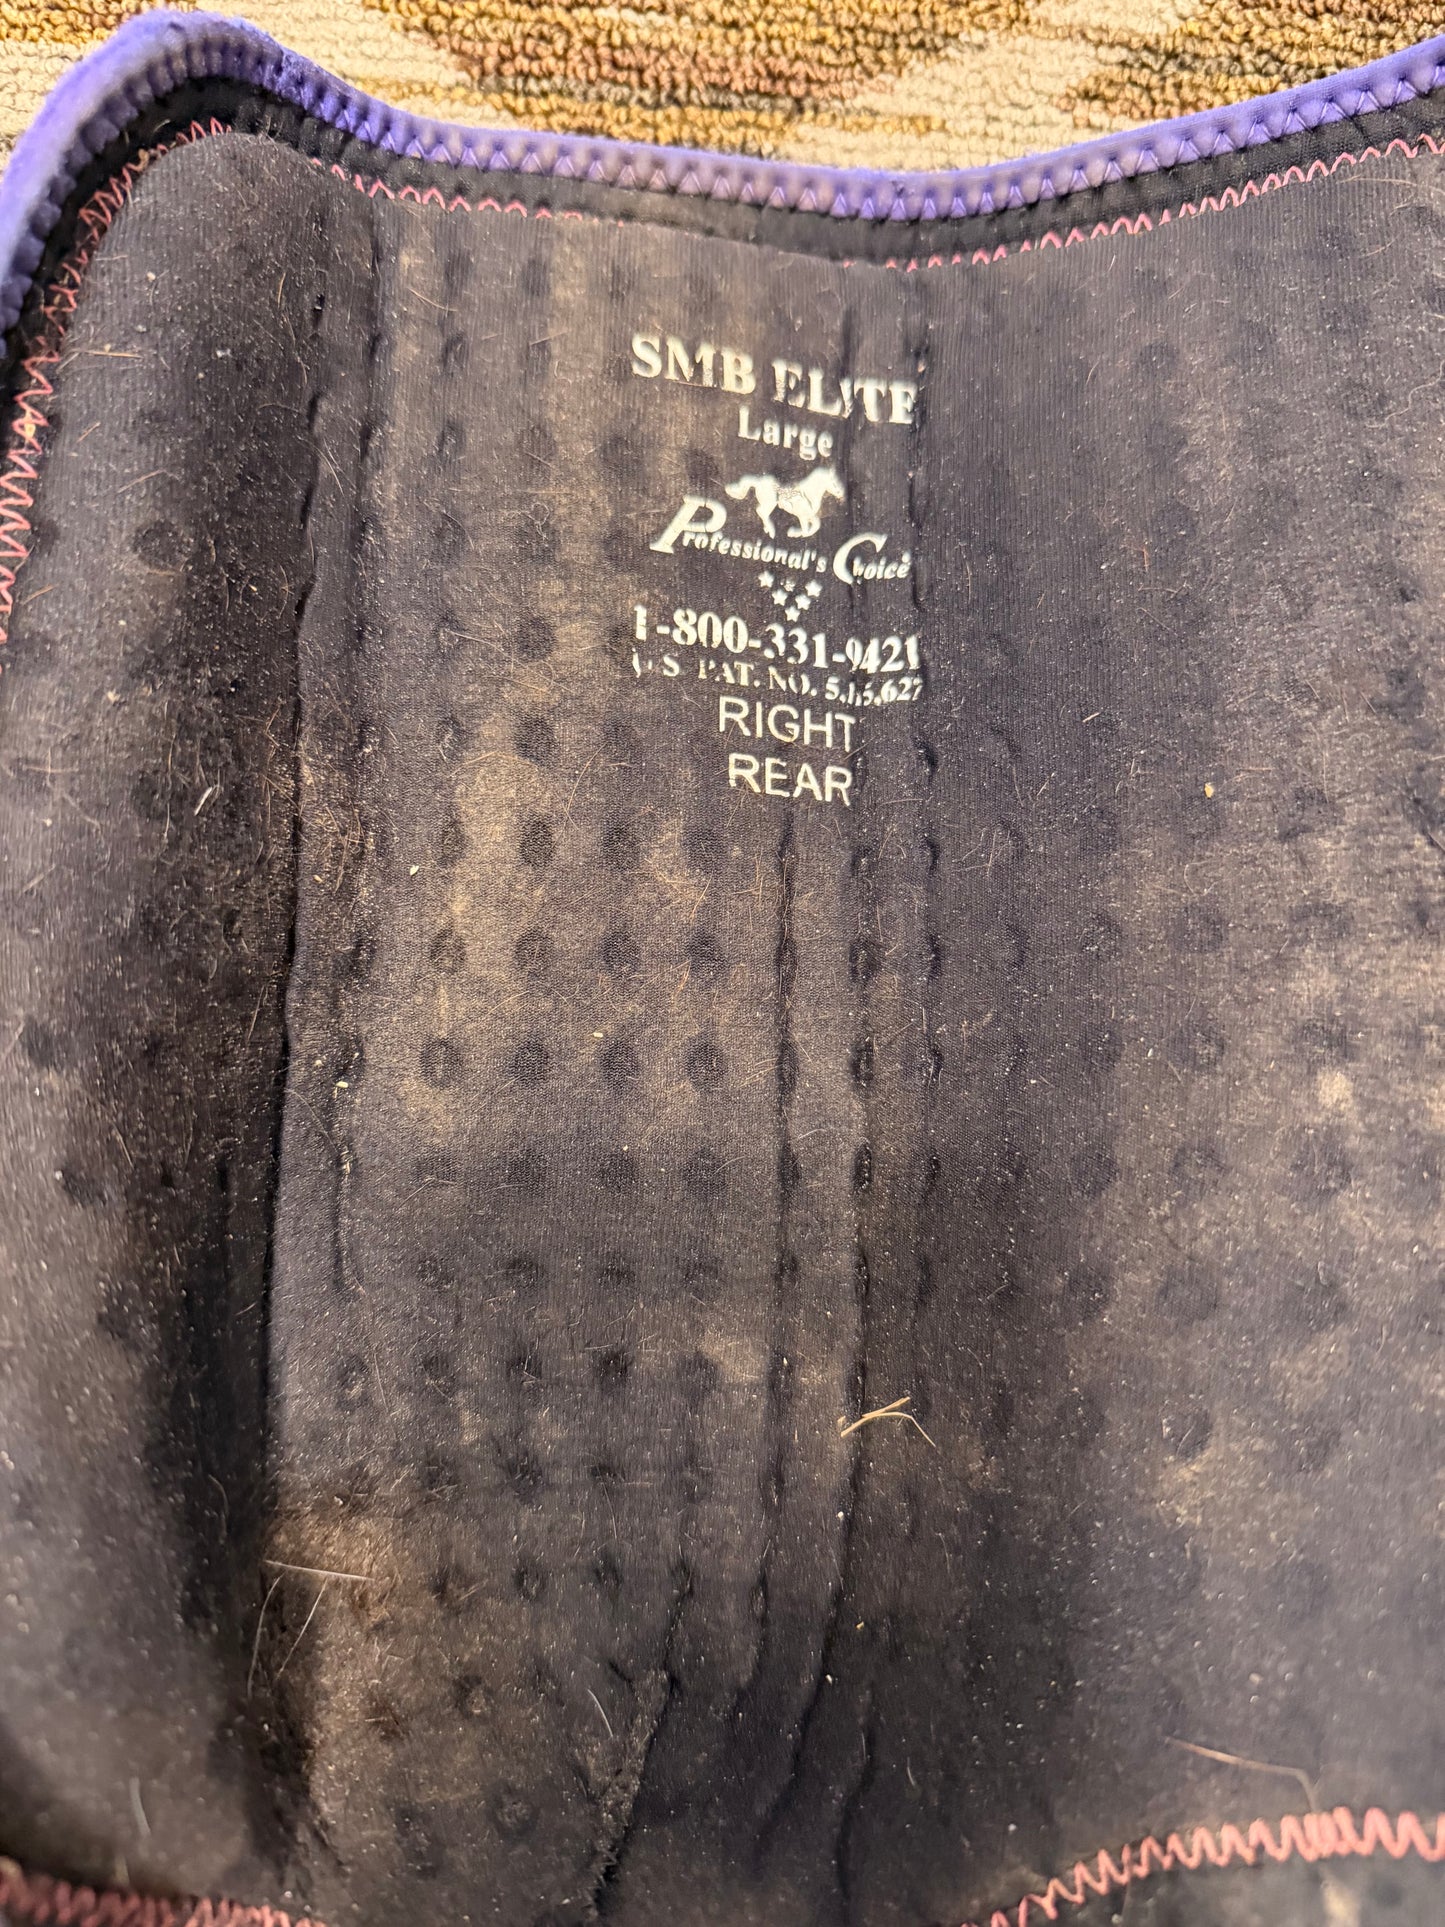 SMB ELITE
Large
Professional's Choice
1-800-331-9421
PAT. NO.
RIGHT
REAR